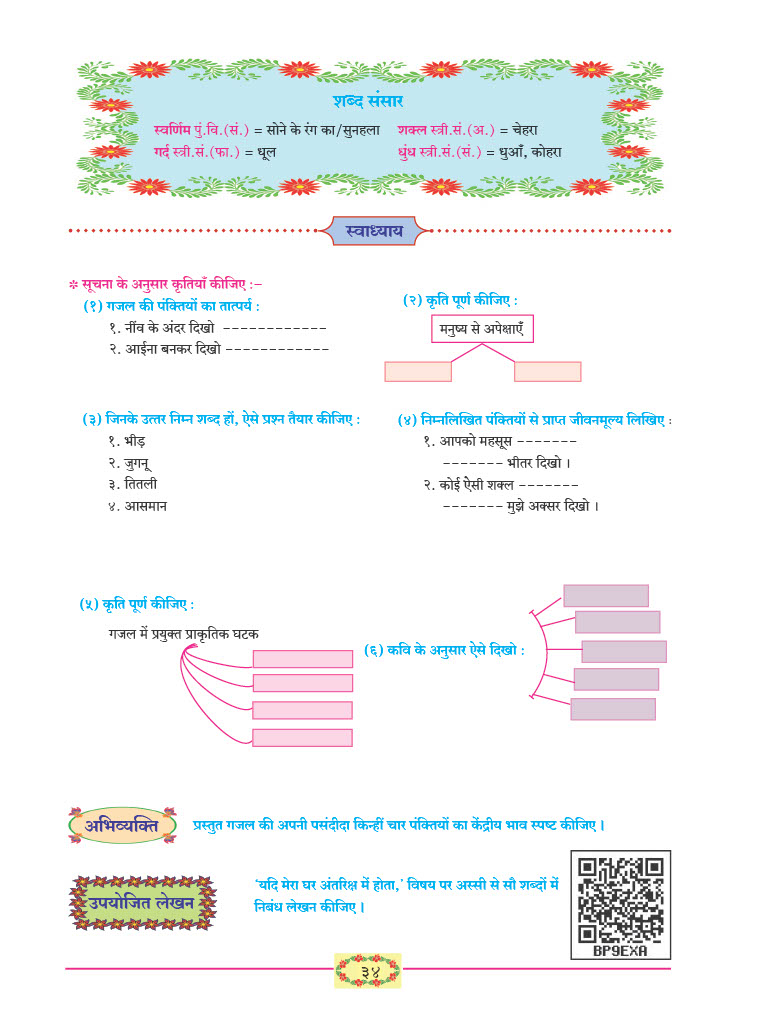 शब्द संसार
स्वर्णिम पुं.वि.(सं.) = सोने के रंग का/सुनहला
शक्ल स्त्री.सं.(अ.) = चेहरा
गर्द स्त्री.सं.(फा.) = धूल
धुंध स्त्री.सं.(सं.) = धुआँ, कोहरा
स्वाध्याय
* सूचना के अनुसार कृतियाँ कीजिए :-
(१) गजल की पंक्तियों का तात्पर्य :
१. नींव के अंदर दिखो ------------
२. आईना बनकर दिखो ------------
(२) कृति पूर्ण कीजिए :
मनुष्य से अपेक्षाएँ
(३) जिनके उत्तर निम्न शब्द हों, ऐसे प्रश्न तैयार कीजिए :
१. भीड़
२. जुगनू
३. तितली
४. आसमान
(४) निम्नलिखित पंक्तियों से प्राप्त जीवनमूल्य लिखिए :
१. आपको महसूस -------
------- भीतर दिखो ।
२. कोई ऐसी शक्ल -------
------- मुझे अक्सर दिखो ।
(५) कृति पूर्ण कीजिए :
गजल में प्रयुक्त प्राकृतिक घटक
(६) कवि के अनुसार ऐसे दिखो :
अभिव्यक्ति
प्रस्तुत गजल की अपनी पसंदीदा किन्हीं चार पंक्तियों का केंद्रीय भाव स्पष्ट कीजिए ।
उपयोजित लेखन
‘यदि मेरा घर अंतरिक्ष में होता,’ विषय पर अस्सी से सौ शब्दों में
निबंध लेखन कीजिए ।
BP9EXA
३४